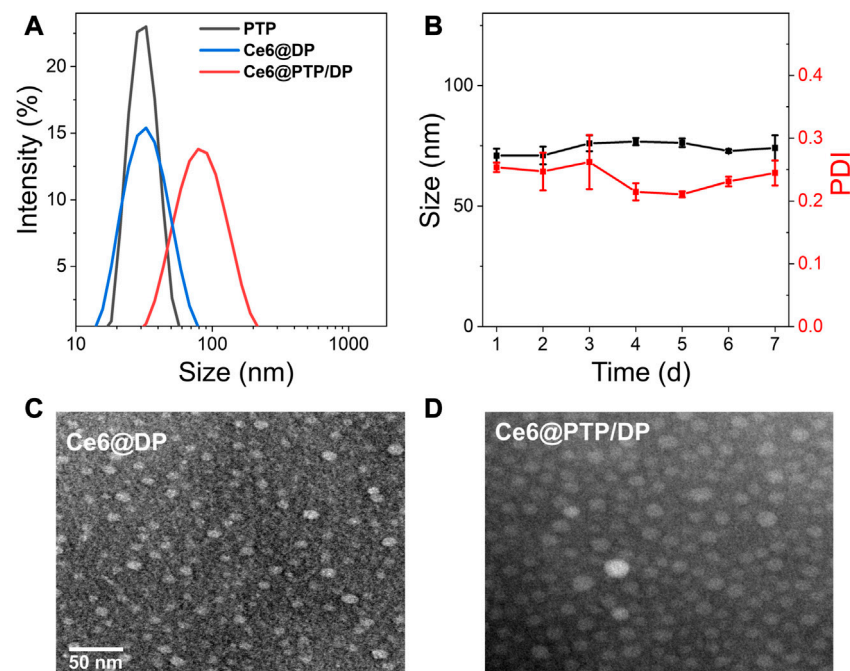 A
PTP
Ce6@DP
Ce6@PTP/DP
20
15
10
5
Intensity (%)
10
100
1000
Size (nm)
B
100
50
0
Size (nm)
0.4
0.3
0.2
0.1
0.0
PDI
1 2 3 4 5 6 7
Time (d)
C
Ce6@DP
50 nm
D
Ce6@PTP/DP